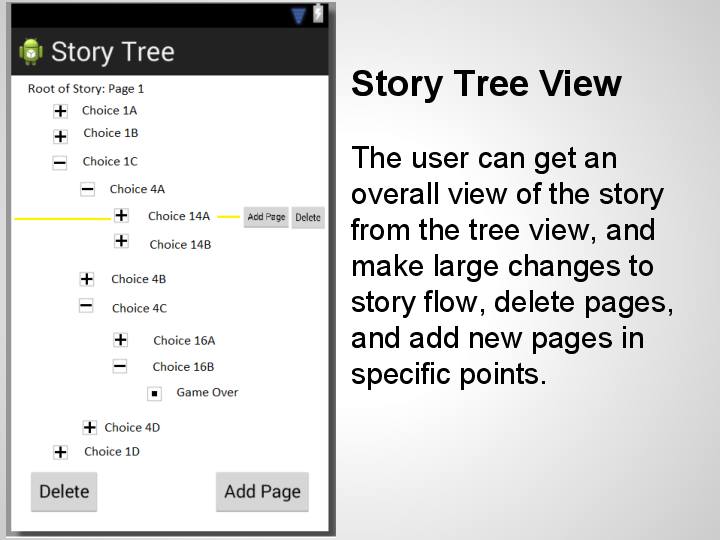 Story Tree
Root of Story: Page 1
Choice 1A
Choice 1B
Choice 1C
Choice 4A
Choice 14A Add Page Delete
Choice 14B
Choice 4B
Choice 4C
Choice 16A
Choice 16B
Game Over
Choice 4D
Choice 1D
Delete Add Page
Story Tree View
The user can get an
overall view of the story
from the tree view, and
make large changes to
story flow, delete pages,
and add new pages in
specific points.